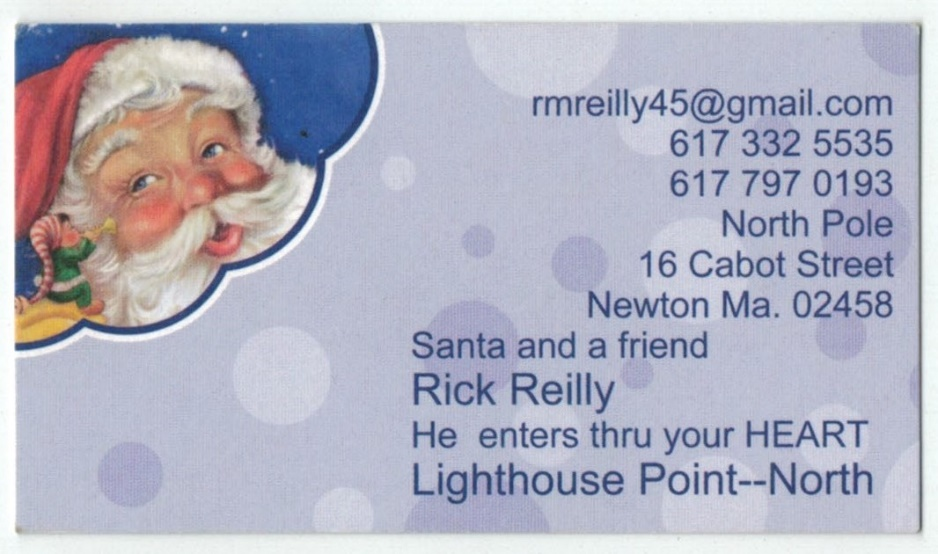 rmreilly45@gmail.com
617 332 5535
617 797 0193
North Pole
16 Cabot Street
Newton Ma. 02458
Santa and a friend
Rick Reilly
He  enters thru your HEART
Lighthouse Point--North